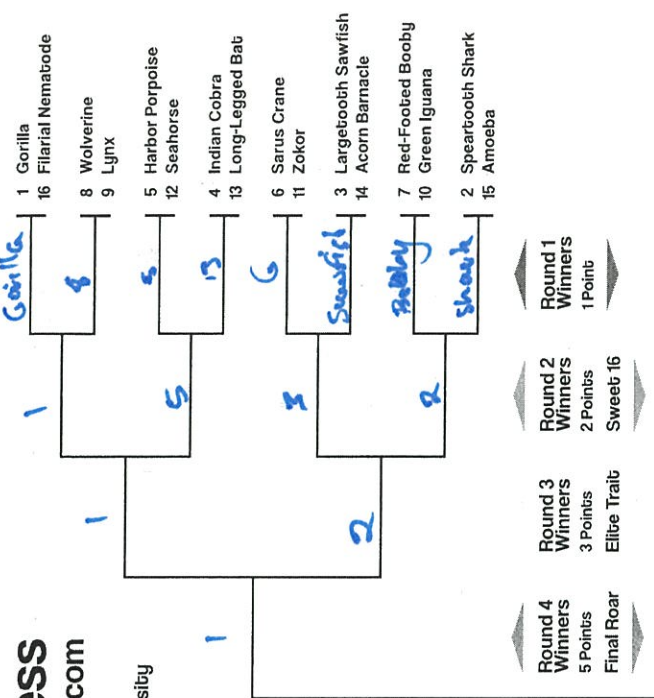 ess
com
sity
1 Gorilla
16 Filarial Nematode
8 Wolverine
9 Lynx
5 Harbor Porpoise
12 Seahorse
4 Indian Cobra
13 Long-Legged Bat
6 Sarus Crane
11 Zokor
3 Largetooth Sawfish
14 Acorn Barnacle
7 Red-Footed Booby
10 Green Iguana
2 Speartooth Shark
15 Amoeba
Gorilla
8
5
13
6
Booby
Shark
1
5
3
2
1
2
1
Round 1
Winners
1 Point
Round 2
Winners
2 Points
Sweet 16
Round 3
Winners
3 Points
Elite Trait
Round 4
Winners
5 Points
Final Roar